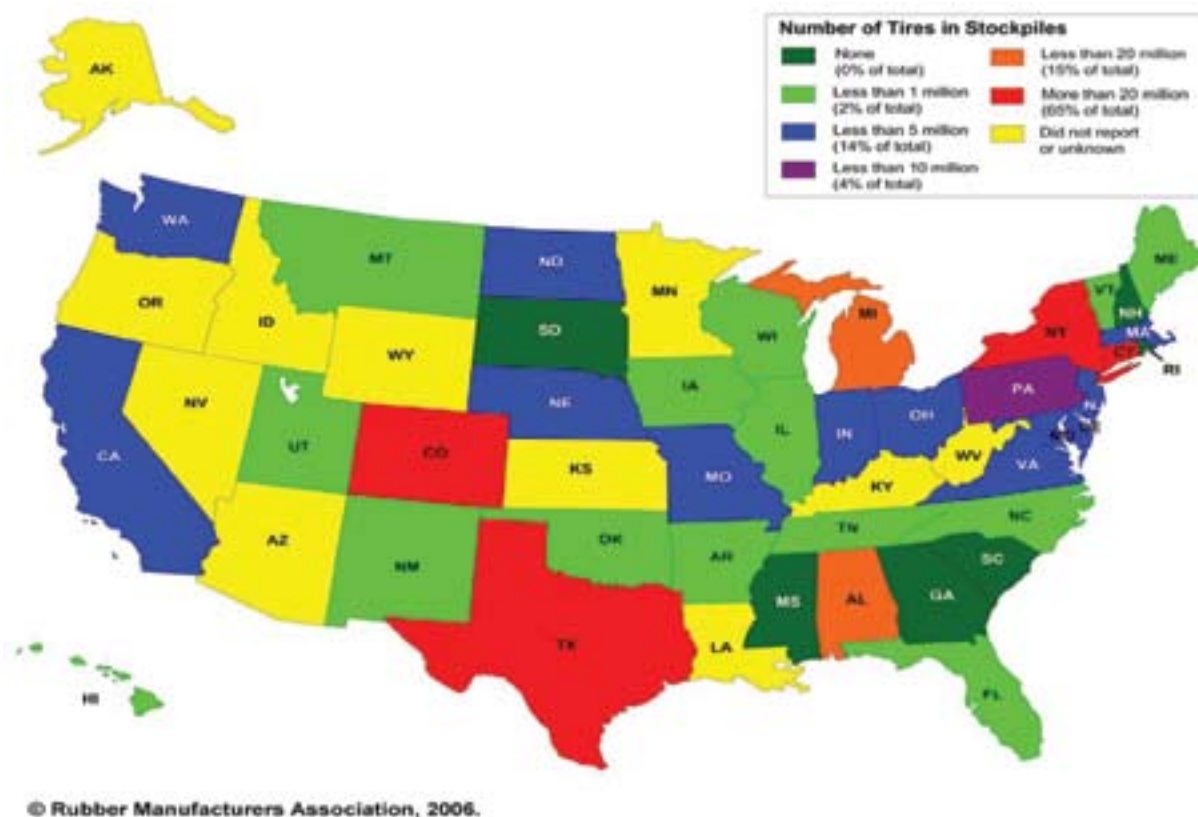 Number of Tires in Stockpiles
None
(0% of total)
Less than 1 million
(2% of total)
Less than 5 million
(14% of total)
Less than 10 million
(4% of total)
Less than 20 million
(15% of total)
More than 20 million
(65% of total)
Did not report
or unknown
AK
WA
MT
ND
MN
ME
VT
NH
OR
ID
SD
WI
MI
NY
MA
WY
CT
RI
IA
PA
NV
NE
OH
NJ
IL
IN
UT
CO
CA
KS
MO
WV
VA
KY
AZ
NM
OK
TN
NC
AR
SC
MS
AL
GA
TX
LA
FL
HI
© Rubber Manufacturers Association, 2006.